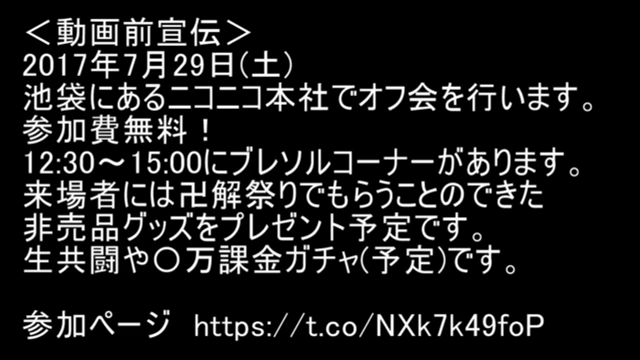 ＜動画前宣伝＞
2017年7月29日(土)
池袋にあるニコニコ本社でオフ会を行います。
参加費無料！
12:30～15:00にブレソルコーナーがあります。
来場者には卍解祭りでもらうことのできた
非売品グッズをプレゼント予定です。
生共闘や〇万課金ガチャ(予定)です。
参加ページ　https://t.co/NXk7k49foP